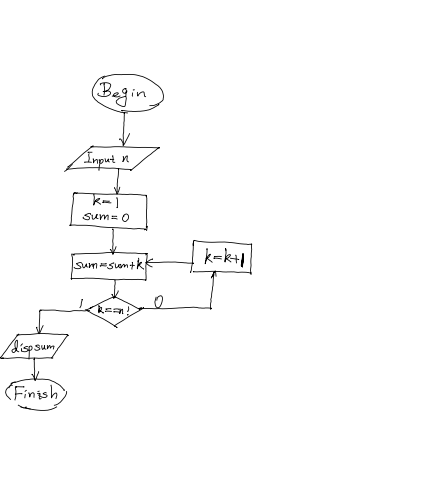 Begin
Input n
k=1
sum=0
sum=sum+k
k=k+1
k==n!
1
0
disp sum
Finish